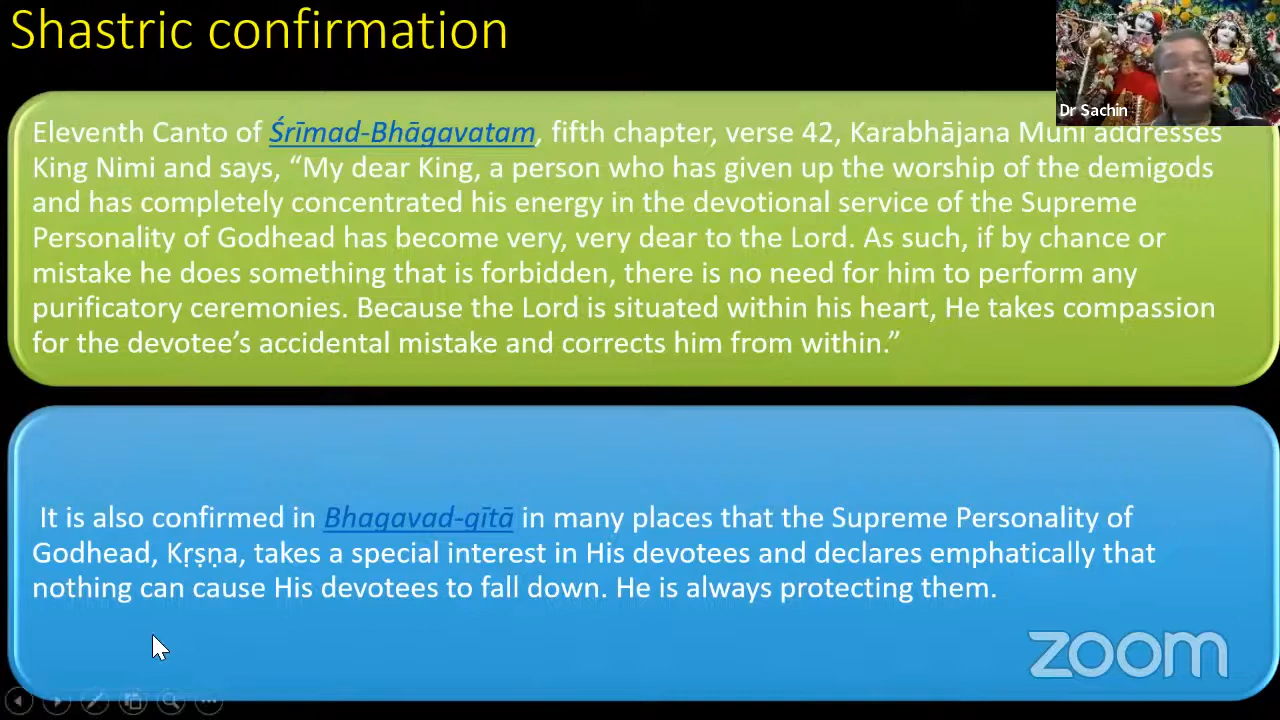 Shastric confirmation
Dr Sachin
Eleventh Canto of Śrīmad-Bhāgavatam, fifth chapter, verse 42, Karabhājana Muni addresses
King Nimi and says, “My dear King, a person who has given up the worship of the demigods
and has completely concentrated his energy in the devotional service of the Supreme
Personality of Godhead has become very, very dear to the Lord. As such, if by chance or
mistake he does something that is forbidden, there is no need for him to perform any
purificatory ceremonies. Because the Lord is situated within his heart, He takes compassion
for the devotee’s accidental mistake and corrects him from within.”
It is also confirmed in Bhagavad-gītā in many places that the Supreme Personality of
Godhead, Kṛṣṇa, takes a special interest in His devotees and declares emphatically that
nothing can cause His devotees to fall down. He is always protecting them.
zoom